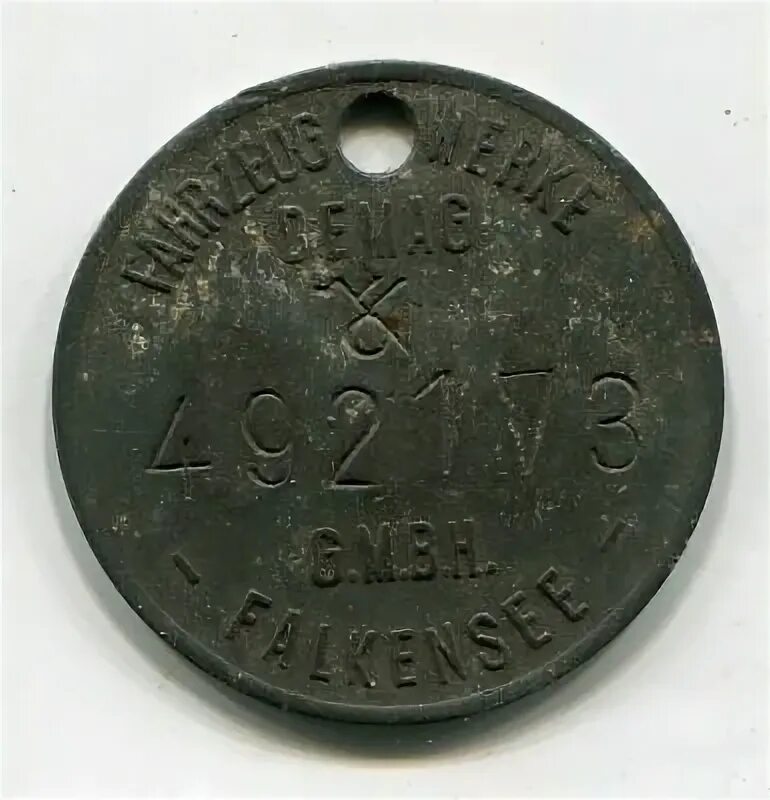 FAHRZEUG WERKE
DEMAG
492173
G.M.B.H.
- FALKENSEE -